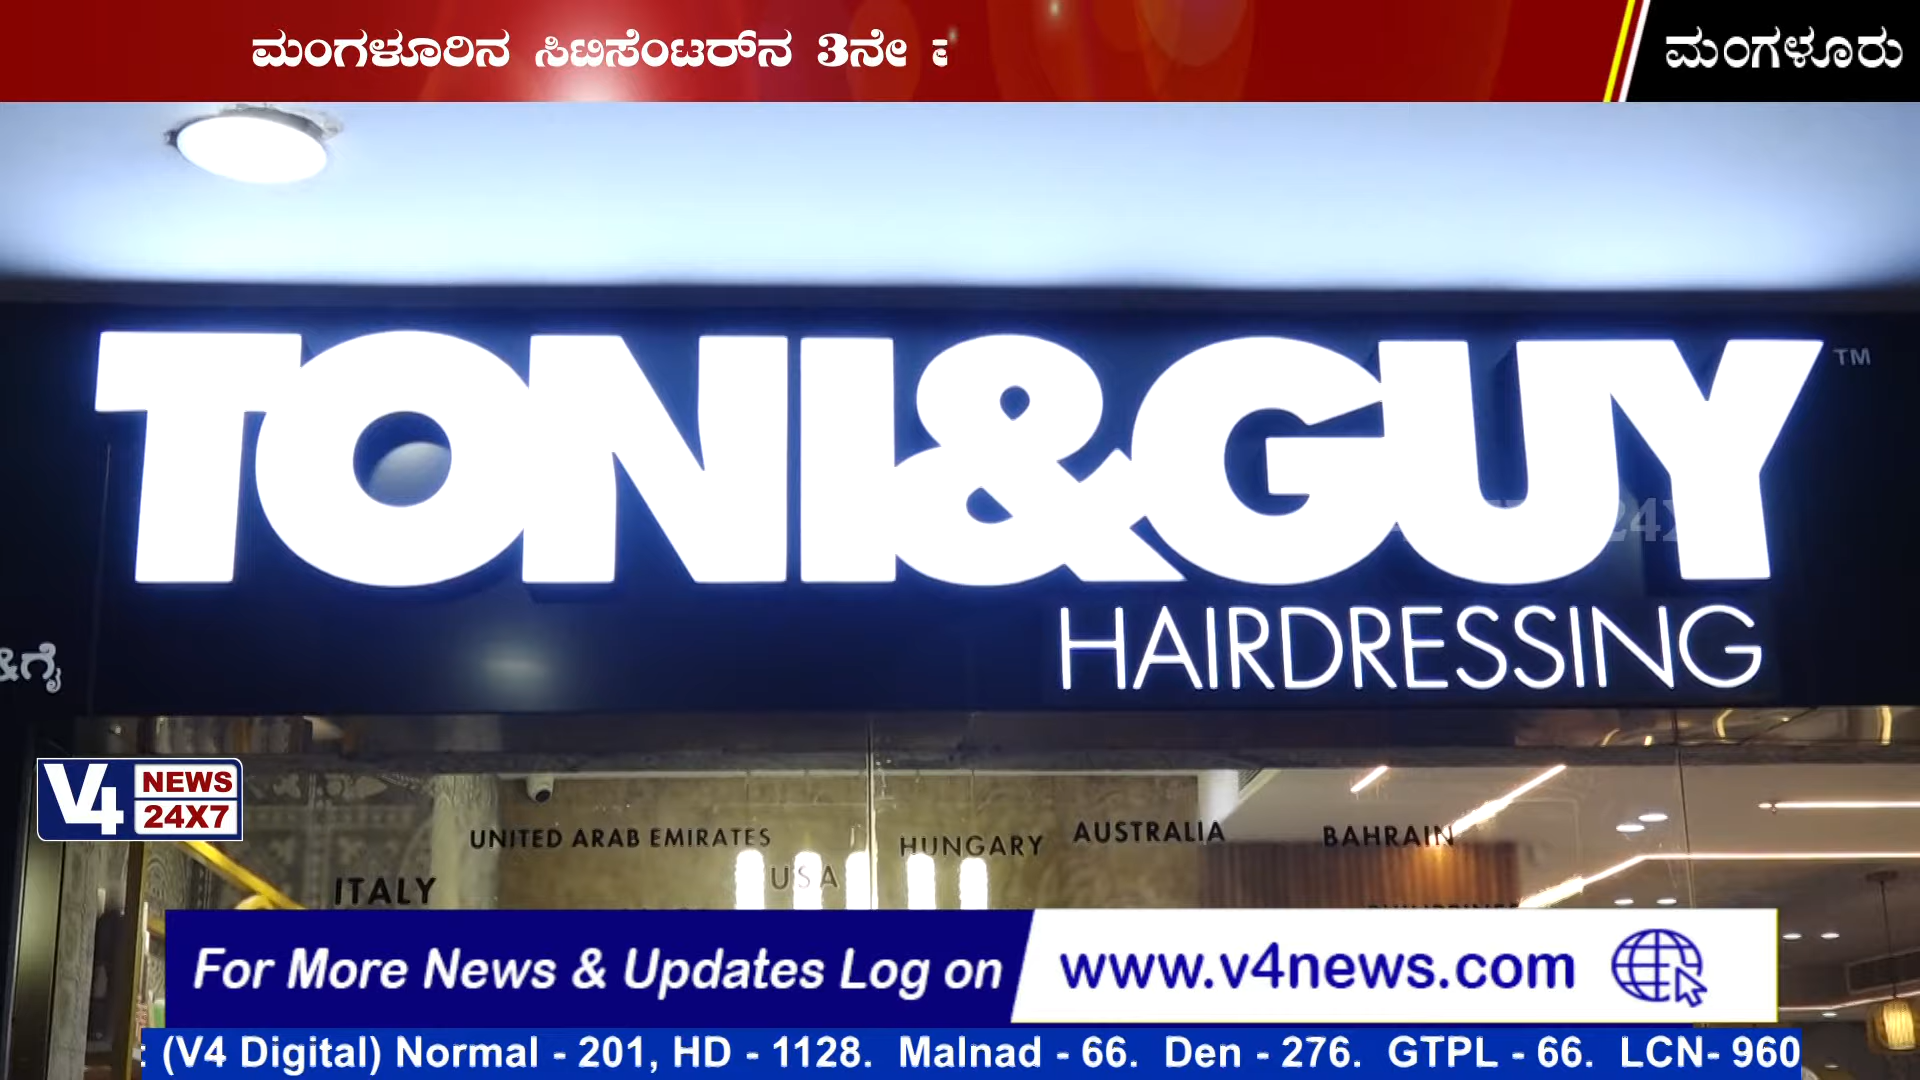 ಮಂಗಳೂರಿನ ಸಿಟಿಸೆಂಟರ್‌ನ 3ನೇ
ಮಂಗಳೂರು
TONI&GUY
TM
24X
HAIRDRESSING
&ಗೈ
V4 NEWS
24X7
UNITED ARAB EMIRATES
HUNGARY
AUSTRALIA
BAHRAIN
USA
ITALY
For More News & Updates Log on
www.v4news.com
: (V4 Digital) Normal - 201, HD - 1128. Malnad - 66. Den - 276. GTPL - 66. LCN- 960